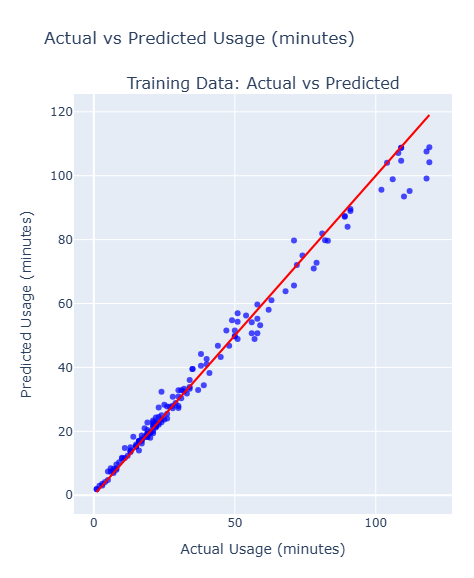 Actual vs Predicted Usage (minutes)
Training Data: Actual vs Predicted
120
100
80
60
40
20
0
Predicted Usage (minutes)
0 50 100
Actual Usage (minutes)